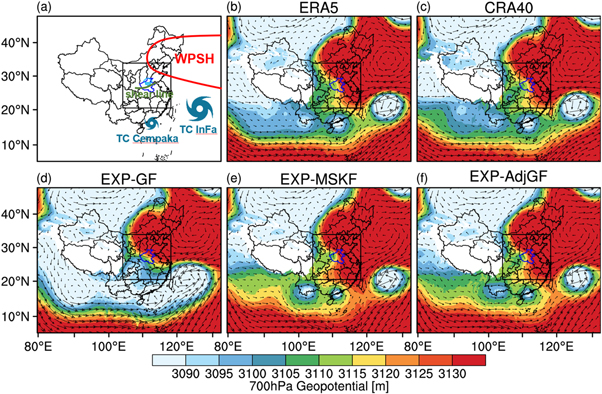 (a)
(b) ERA5
(c) CRA40
40°N
30°N
20°N
10°N
WPSH
TC InFa
TC Cempaka
(d) EXP-GF
(e) EXP-MSKF
(f) EXP-AdjGF
40°N
30°N
20°N
10°N
80°E 100°E 120°E 80°E 100°E 120°E 80°E 100°E 120°E
3090 3095 3100 3105 3110 3115 3120 3125 3130
700hPa Geopotential [m]